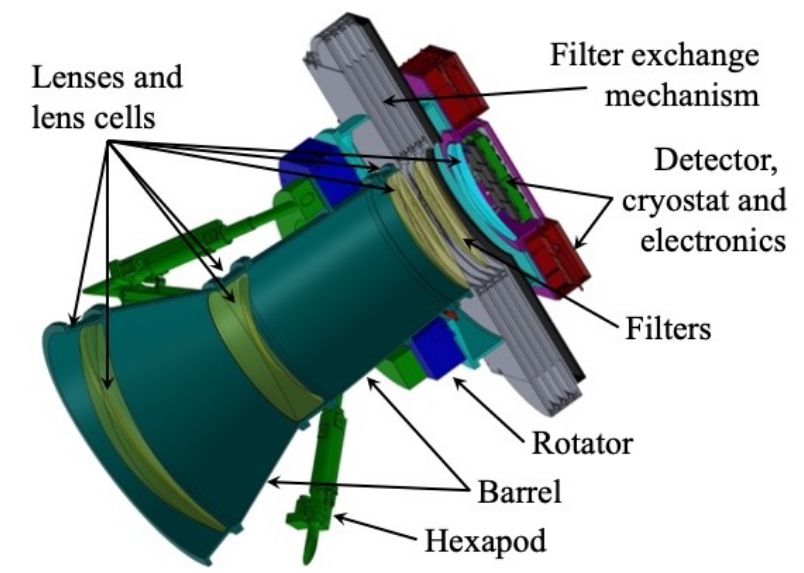 Lenses and
lens cells
Filter exchange
mechanism
Detector,
cryostat and
electronics
Filters
Rotator
Barrel
Hexapod